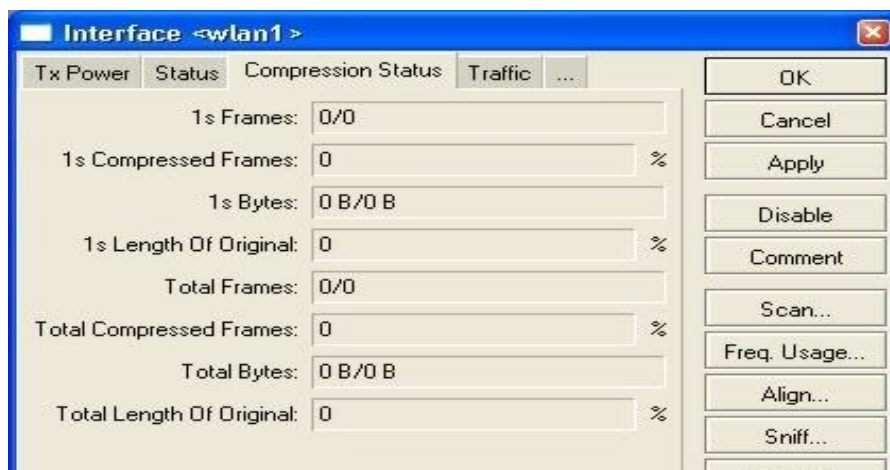 Interface <wlan1>
Tx Power Status Compression Status Traffic ...
1s Frames: 0/0
1s Compressed Frames: 0 %
1s Bytes: 0 B/0 B
1s Length Of Original: 0 %
Total Frames: 0/0
Total Compressed Frames: 0 %
Total Bytes: 0 B/0 B
Total Length Of Original: 0 %
OK
Cancel
Apply
Disable
Comment
Scan...
Freq. Usage...
Align...
Sniff...